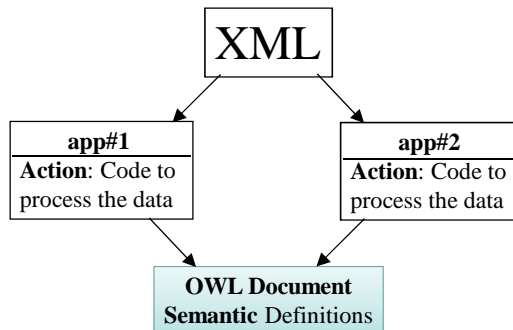 XML
app#1
Action: Code to
process the data
app#2
Action: Code to
process the data
OWL Document
Semantic Definitions